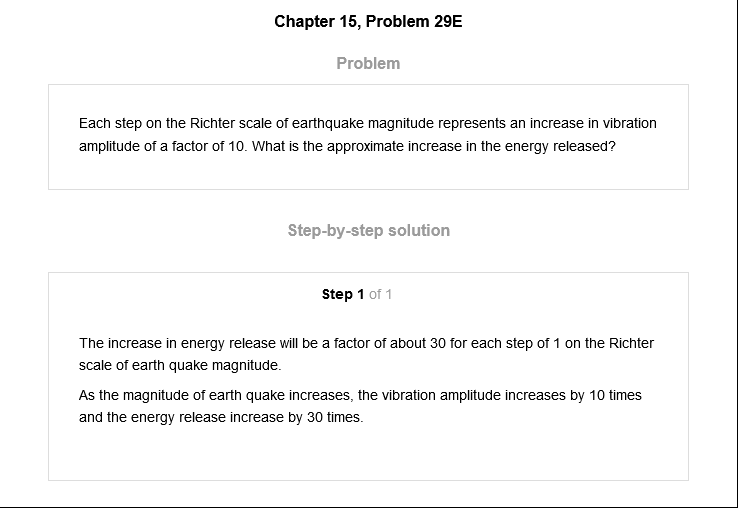 Chapter 15, Problem 29E
Problem
Each step on the Richter scale of earthquake magnitude represents an increase in vibration
amplitude of a factor of 10. What is the approximate increase in the energy released?
Step-by-step solution
Step 1 of 1
The increase in energy release will be a factor of about 30 for each step of 1 on the Richter
scale of earth quake magnitude.
As the magnitude of earth quake increases, the vibration amplitude increases by 10 times
and the energy release increase by 30 times.